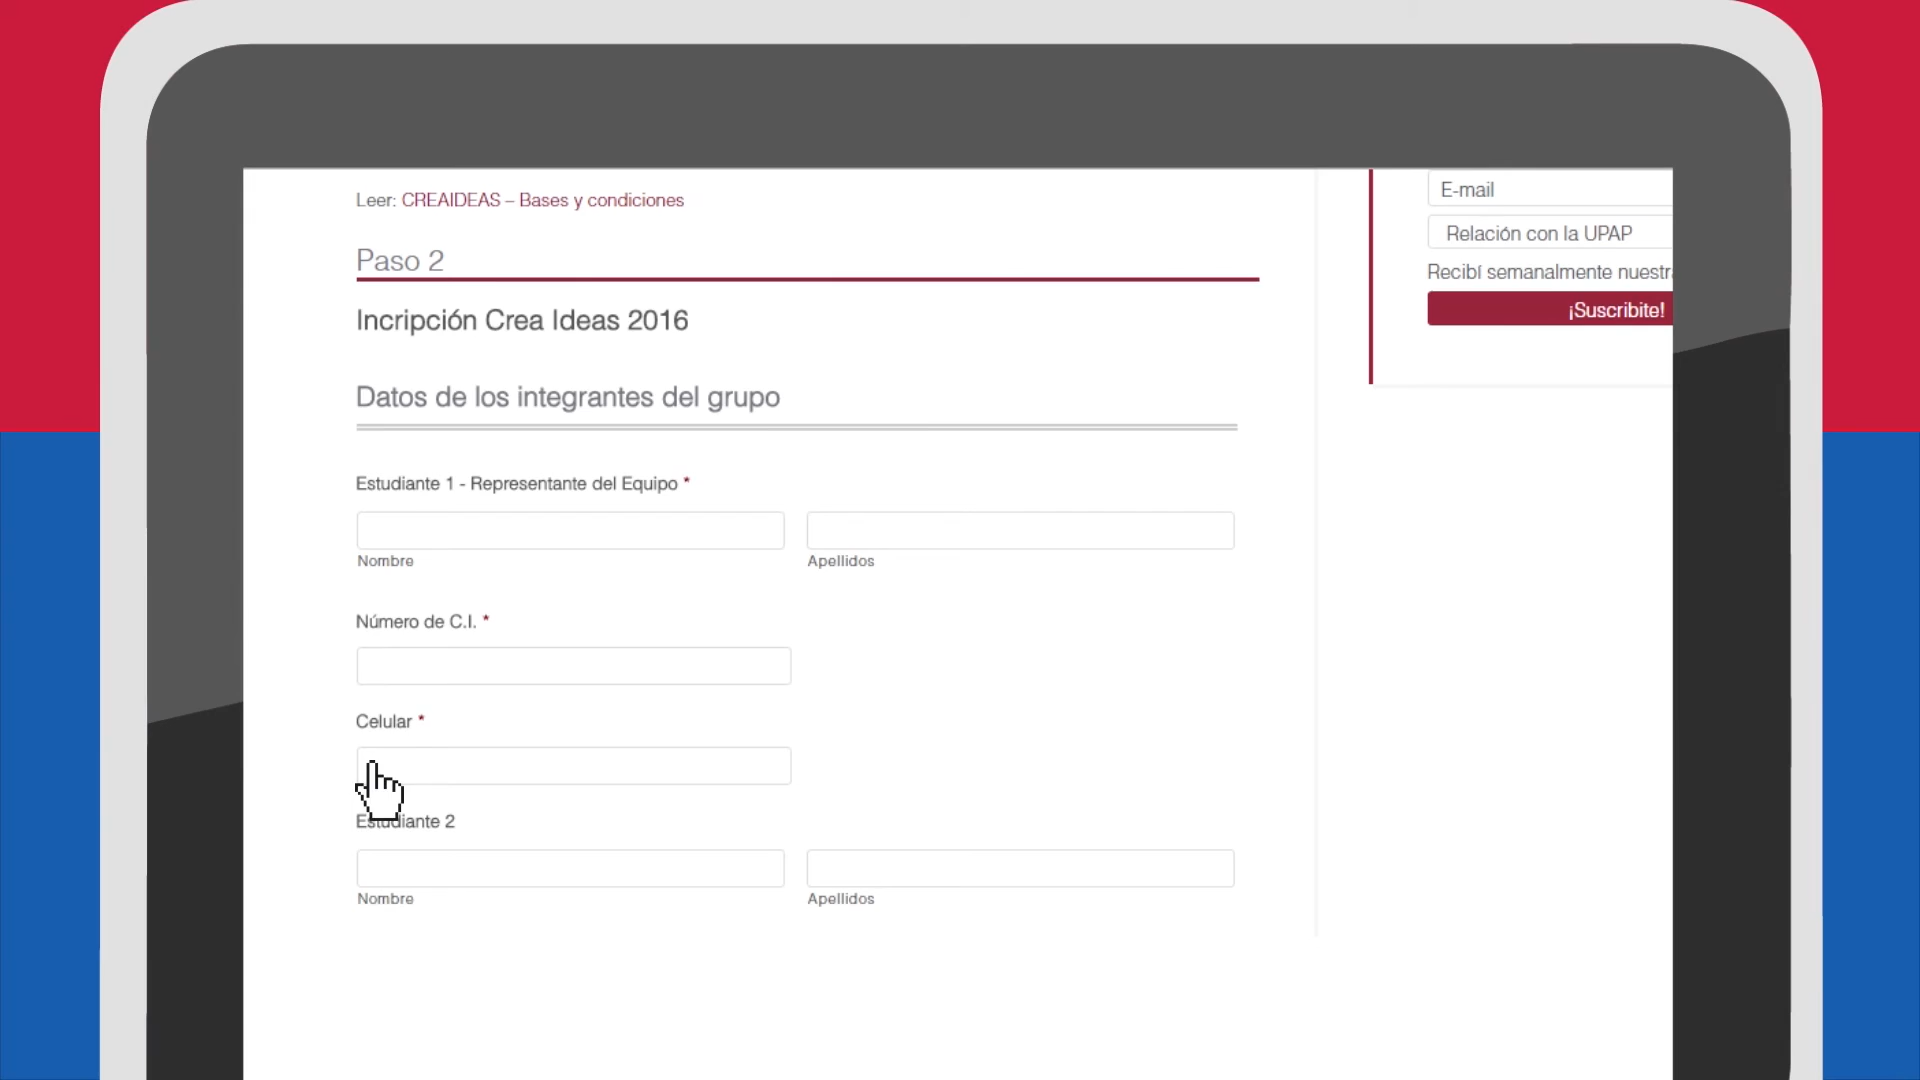 Leer: CREAIDEAS – Bases y condiciones
Paso 2
Incripción Crea Ideas 2016
Datos de los integrantes del grupo
Estudiante 1 - Representante del Equipo *
Nombre
Apellidos
Número de C.I. *
Celular *
Estudiante 2
Nombre
Apellidos
E-mail
Relación con la UPAP
Recibí semanalmente nuestra
¡Suscribite!